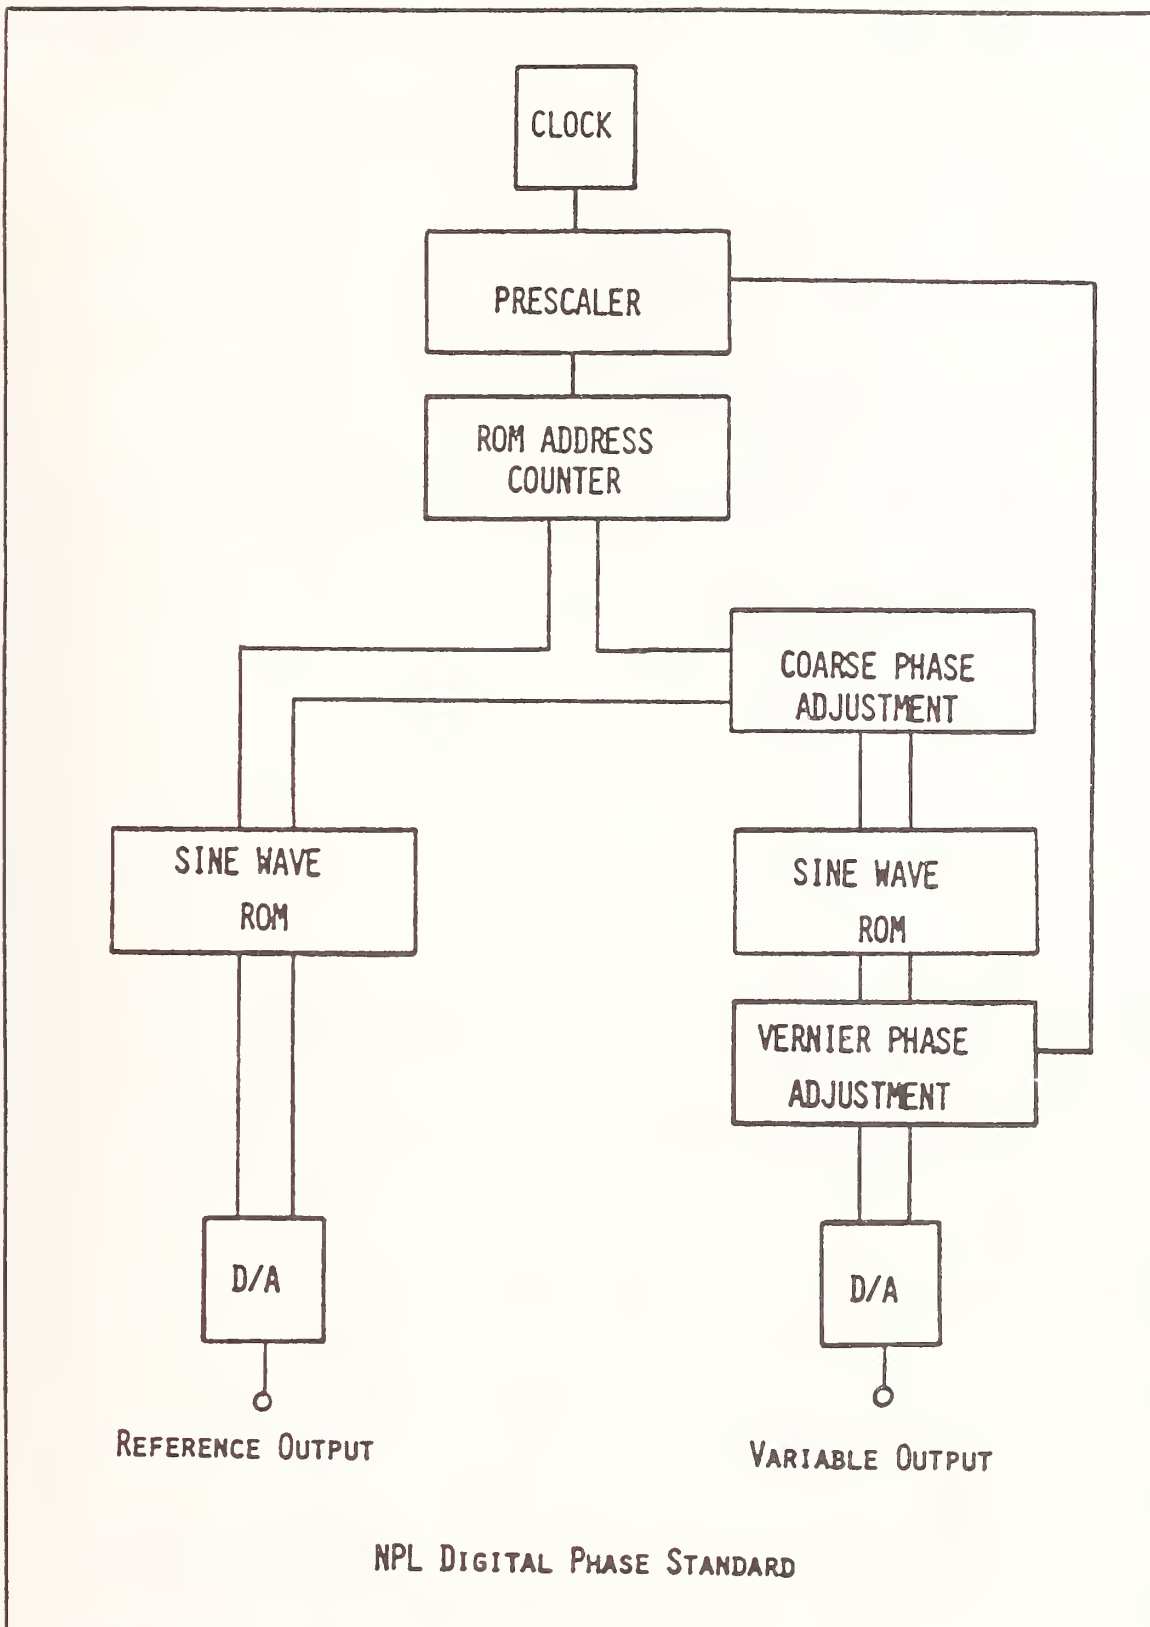 CLOCK
PRESCALER
ROM ADDRESS
COUNTER
COARSE PHASE
ADJUSTMENT
SINE WAVE
ROM
SINE WAVE
ROM
VERNIER PHASE
ADJUSTMENT
D/A
D/A
REFERENCE OUTPUT
VARIABLE OUTPUT
NPL DIGITAL PHASE STANDARD